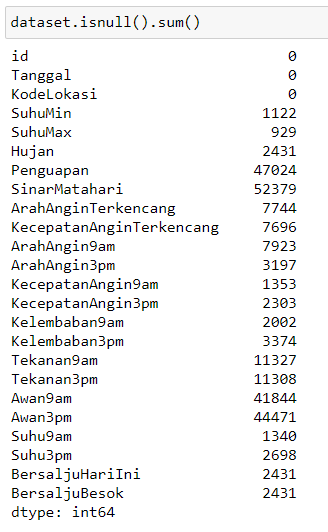 dataset.isnull().sum()
id 0
Tanggal 0
KodeLokasi 0
SuhuMin 1122
SuhuMax 929
Hujan 2431
Penguapan 47024
SinarMatahari 52379
ArahAnginTerkencang 7744
KecepatanAnginTerkencang 7696
ArahAngin9am 7923
ArahAngin3pm 3197
KecepatanAngin9am 1353
KecepatanAngin3pm 2303
Kelembaban9am 2002
Kelembaban3pm 3374
Tekanan9am 11327
Tekanan3pm 11308
Awan9am 41844
Awan3pm 44471
Suhu9am 1340
Suhu3pm 2698
BersaljuHariIni 2431
BersaljuBesok 2431
dtype: int64